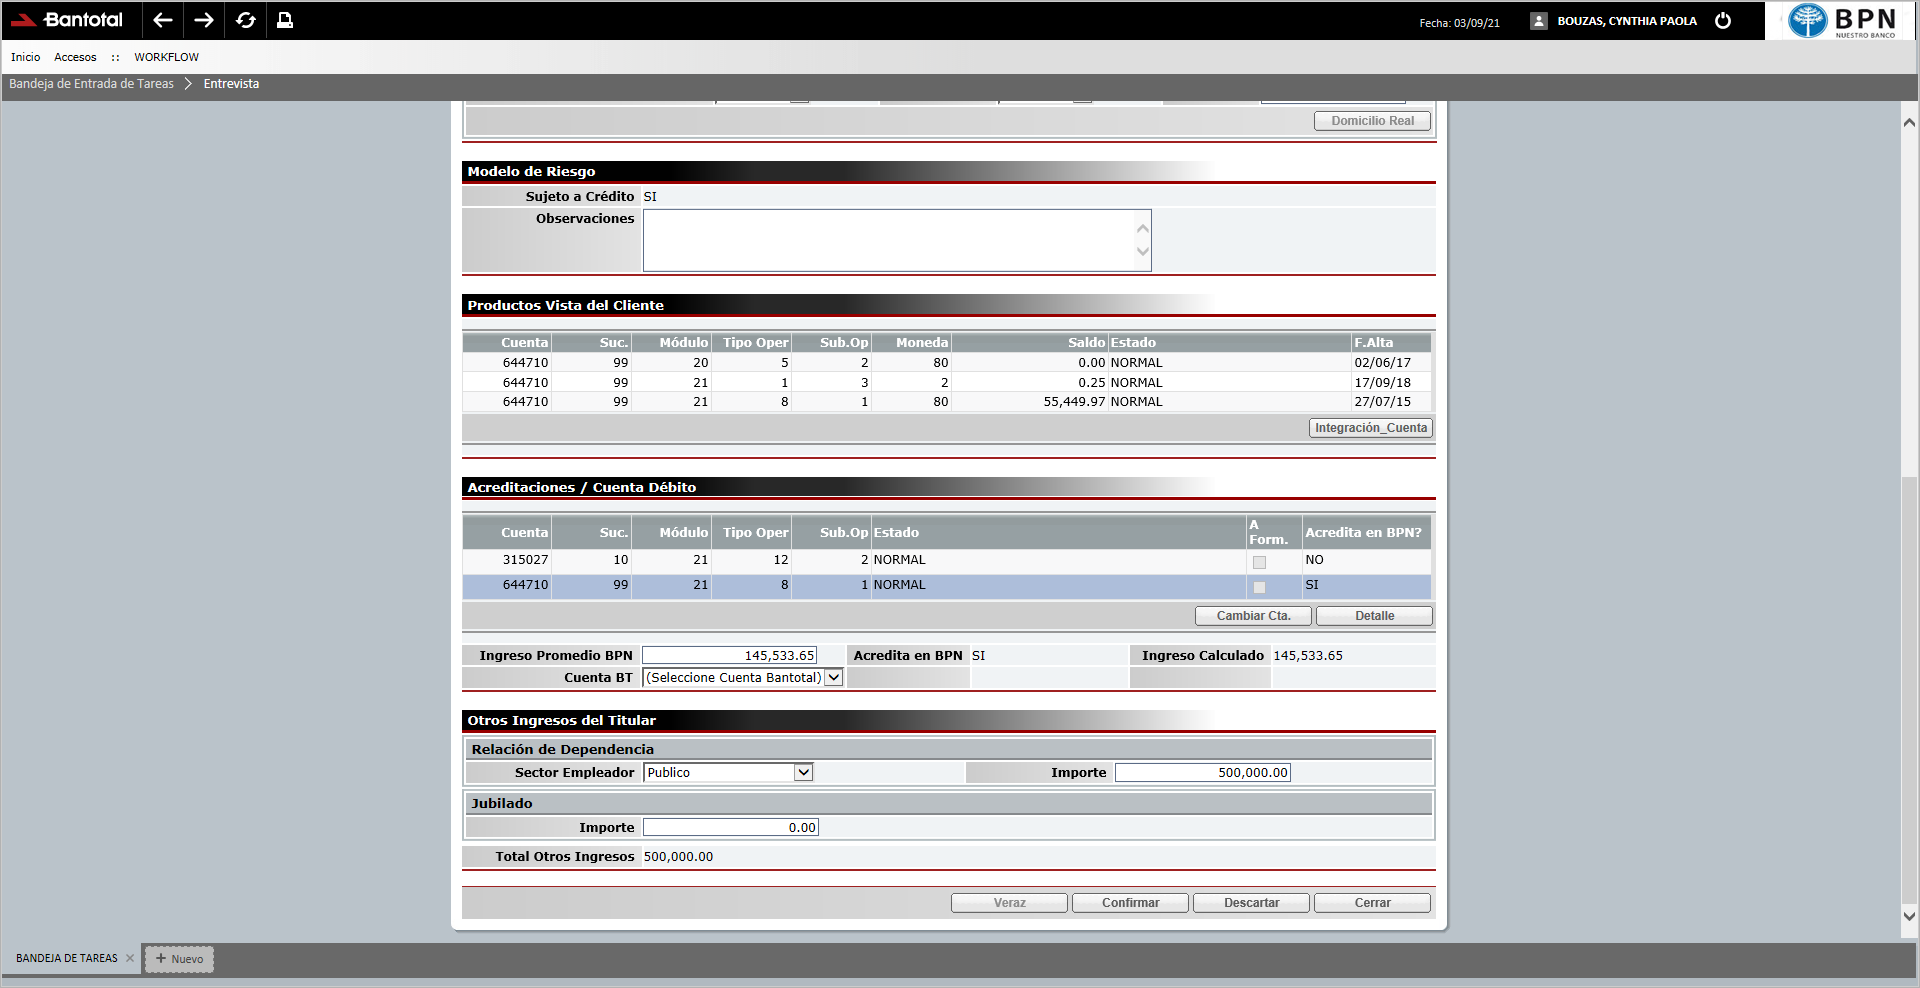 Bantotal
Fecha: 03/09/21
BOUZAS, CYNTHIA PAOLA
BPN
NUESTRO BANCO
Inicio Accesos :: WORKFLOW
Bandeja de Entrada de Tareas > Entrevista
Domicilio Real
Modelo de Riesgo
Sujeto a Crédito SI
Observaciones
Productos Vista del Cliente
Cuenta Suc. Módulo Tipo Oper Sub.Op Moneda Saldo Estado F.Alta
644710 99 20 5 2 80 0.00 NORMAL 02/06/17
644710 99 21 1 3 2 0.25 NORMAL 17/09/18
644710 99 21 8 1 80 55,449.97 NORMAL 27/07/15
Integración_Cuenta
Acreditaciones / Cuenta Débito
Cuenta Suc. Módulo Tipo Oper Sub.Op Estado A Form. Acredita en BPN?
315027 10 21 12 2 NORMAL NO
644710 99 21 8 1 NORMAL SI
Cambiar Cta. Detalle
Ingreso Promedio BPN 145,533.65 Acredita en BPN SI Ingreso Calculado 145,533.65
Cuenta BT (Seleccione Cuenta Bantotal)
Otros Ingresos del Titular
Relación de Dependencia
Sector Empleador Publico Importe 500,000.00
Jubilado
Importe 0.00
Total Otros Ingresos 500,000.00
Veraz Confirmar Descartar Cerrar
BANDEJA DE TAREAS × + Nuevo